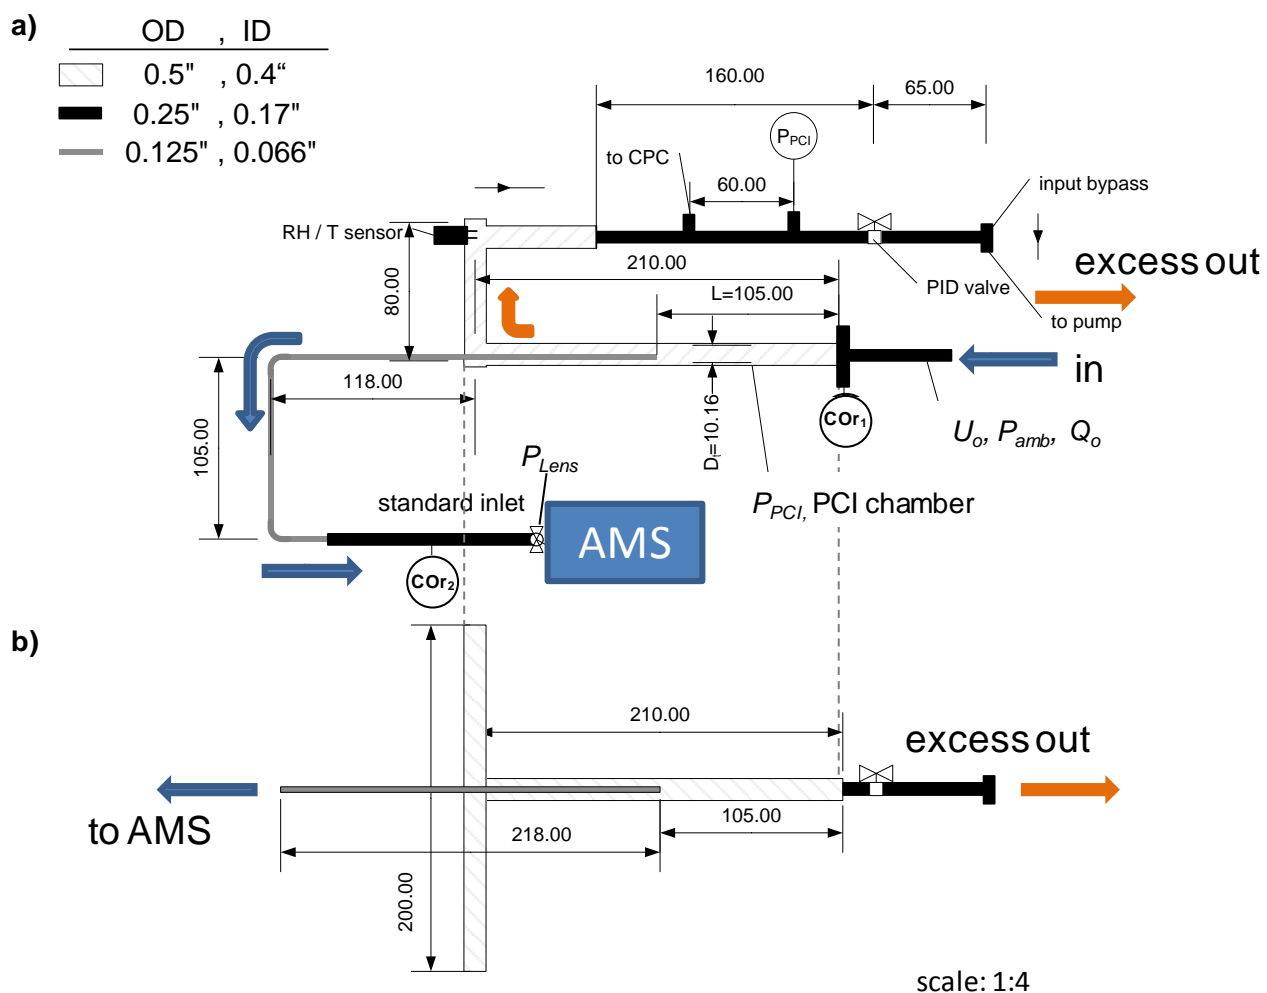 a)
OD , ID
0.5" , 0.4“
0.25" , 0.17"
0.125" , 0.066"
160.00
65.00
PPCI
to CPC
60.00
input bypass
RH / T sensor
80.00
210.00
PID valve
excess out
L=105.00
to pump
in
118.00
105.00
Di=10.16
COr1
Uo, Pamb, Qo
PLens
standard inlet
PPCI, PCI chamber
AMS
COr2
b)
210.00
excess out
to AMS
218.00
105.00
200.00
scale: 1:4